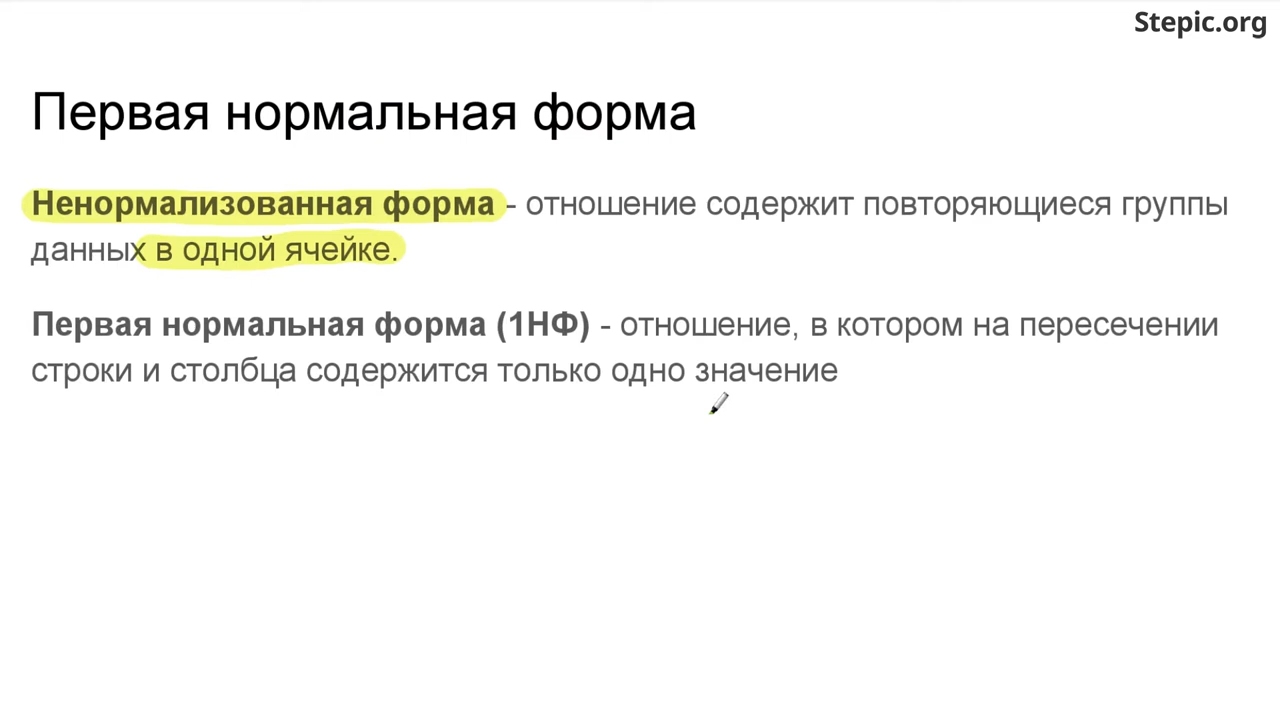 Stepic.org
Первая нормальная форма
Ненормализованная форма - отношение содержит повторяющиеся группы
данных в одной ячейке.
Первая нормальная форма (1НФ) - отношение, в котором на пересечении
строки и столбца содержится только одно значение